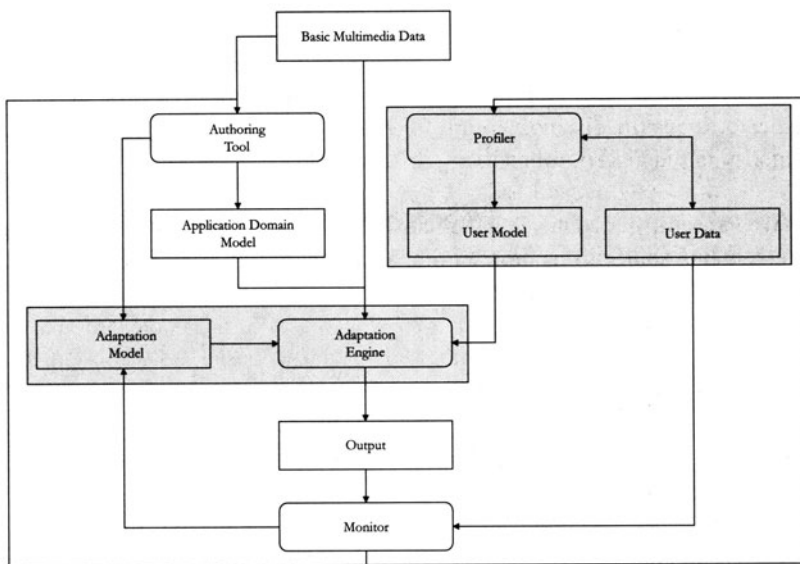 Basic Multimedia Data
Authoring
Tool
Profiler
Application Domain
Model
User Model
User Data
Adaptation
Model
Adaptation
Engine
Output
Monitor